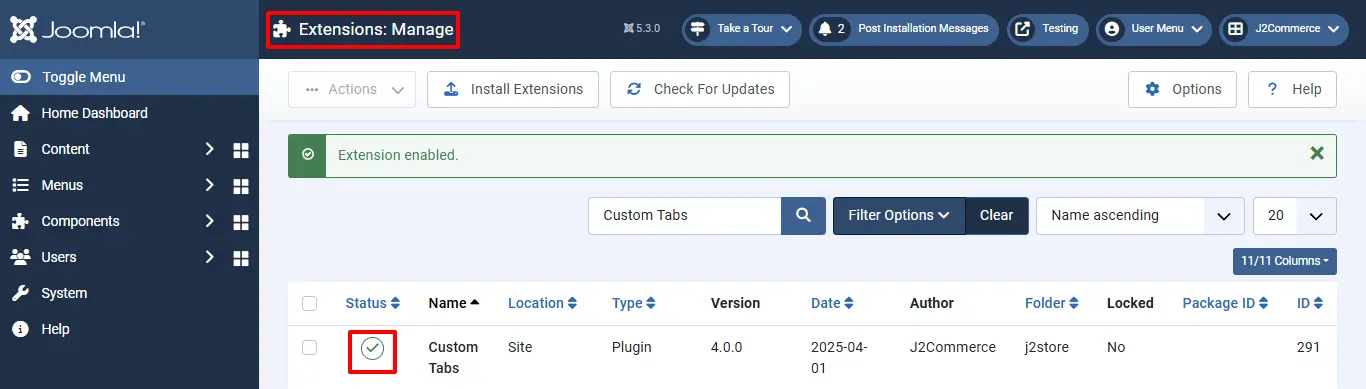 Joomla!®
Extensions: Manage
5.3.0
Take a Tour
2 Post Installation Messages
Testing
User Menu
J2Commerce
Toggle Menu
Home Dashboard
Content
Menus
Components
Users
System
Help
Actions
Install Extensions
Check For Updates
Options
? Help
Extension enabled.
Custom Tabs
Filter Options
Clear
Name ascending
20
11/11 Columns
Status Name Location Type Version Date Author Folder Locked Package ID ID
Custom Site Plugin 4.0.0 2025-04- J2Commerce j2store No 291
Tabs 01